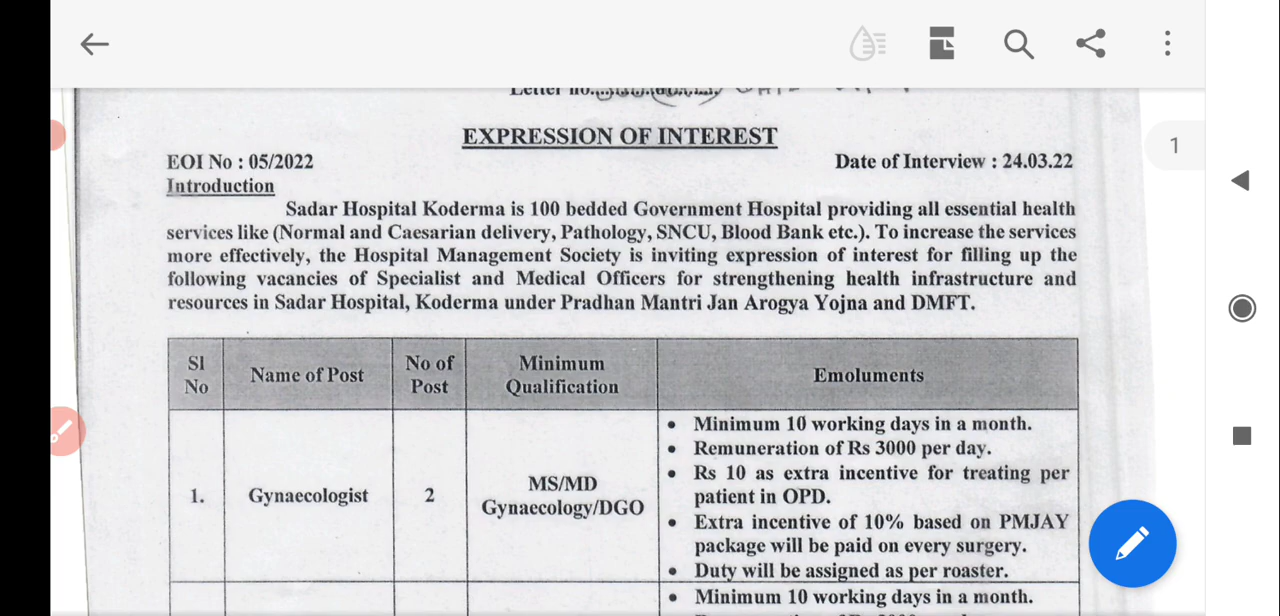 Letter no.
EXPRESSION OF INTEREST
EOI No : 05/2022
Date of Interview : 24.03.22
Introduction
1
Sadar Hospital Koderma is 100 bedded Government Hospital providing all essential health
services like (Normal and Caesarian delivery, Pathology, SNCU, Blood Bank etc.). To increase the services
more effectively, the Hospital Management Society is inviting expression of interest for filling up the
following vacancies of Specialist and Medical Officers for strengthening health infrastructure and
resources in Sadar Hospital, Koderma under Pradhan Mantri Jan Arogya Yojna and DMFT.
Sl No
Name of Post
No of Post
Minimum Qualification
Emoluments
1.
Gynaecologist
2
MS/MD
Gynaecology/DGO
• Minimum 10 working days in a month.
• Remuneration of Rs 3000 per day.
• Rs 10 as extra incentive for treating per
patient in OPD.
• Extra incentive of 10% based on PMJAY
package will be paid on every surgery.
• Duty will be assigned as per roaster.
• Minimum 10 working days in a month.